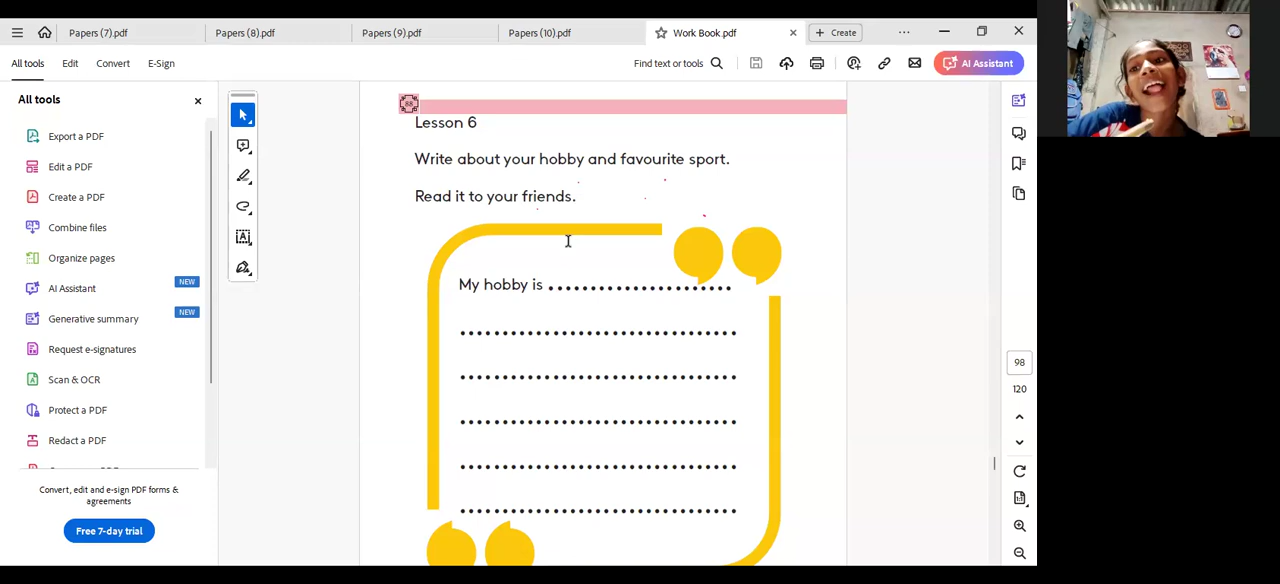 Papers (7).pdf
Papers (8).pdf
Papers (9).pdf
Papers (10).pdf
Work Book.pdf
Create
All tools
Edit
Convert
E-Sign
Find text or tools
AI Assistant
All tools
Export a PDF
Edit a PDF
Create a PDF
Combine files
Organize pages
AI Assistant NEW
Generative summary NEW
Request e-signatures
Scan & OCR
Protect a PDF
Redact a PDF
Convert, edit and e-sign PDF forms &
agreements
Free 7-day trial
88
Lesson 6
Write about your hobby and favourite sport.
Read it to your friends.
My hobby is ......................
98
120